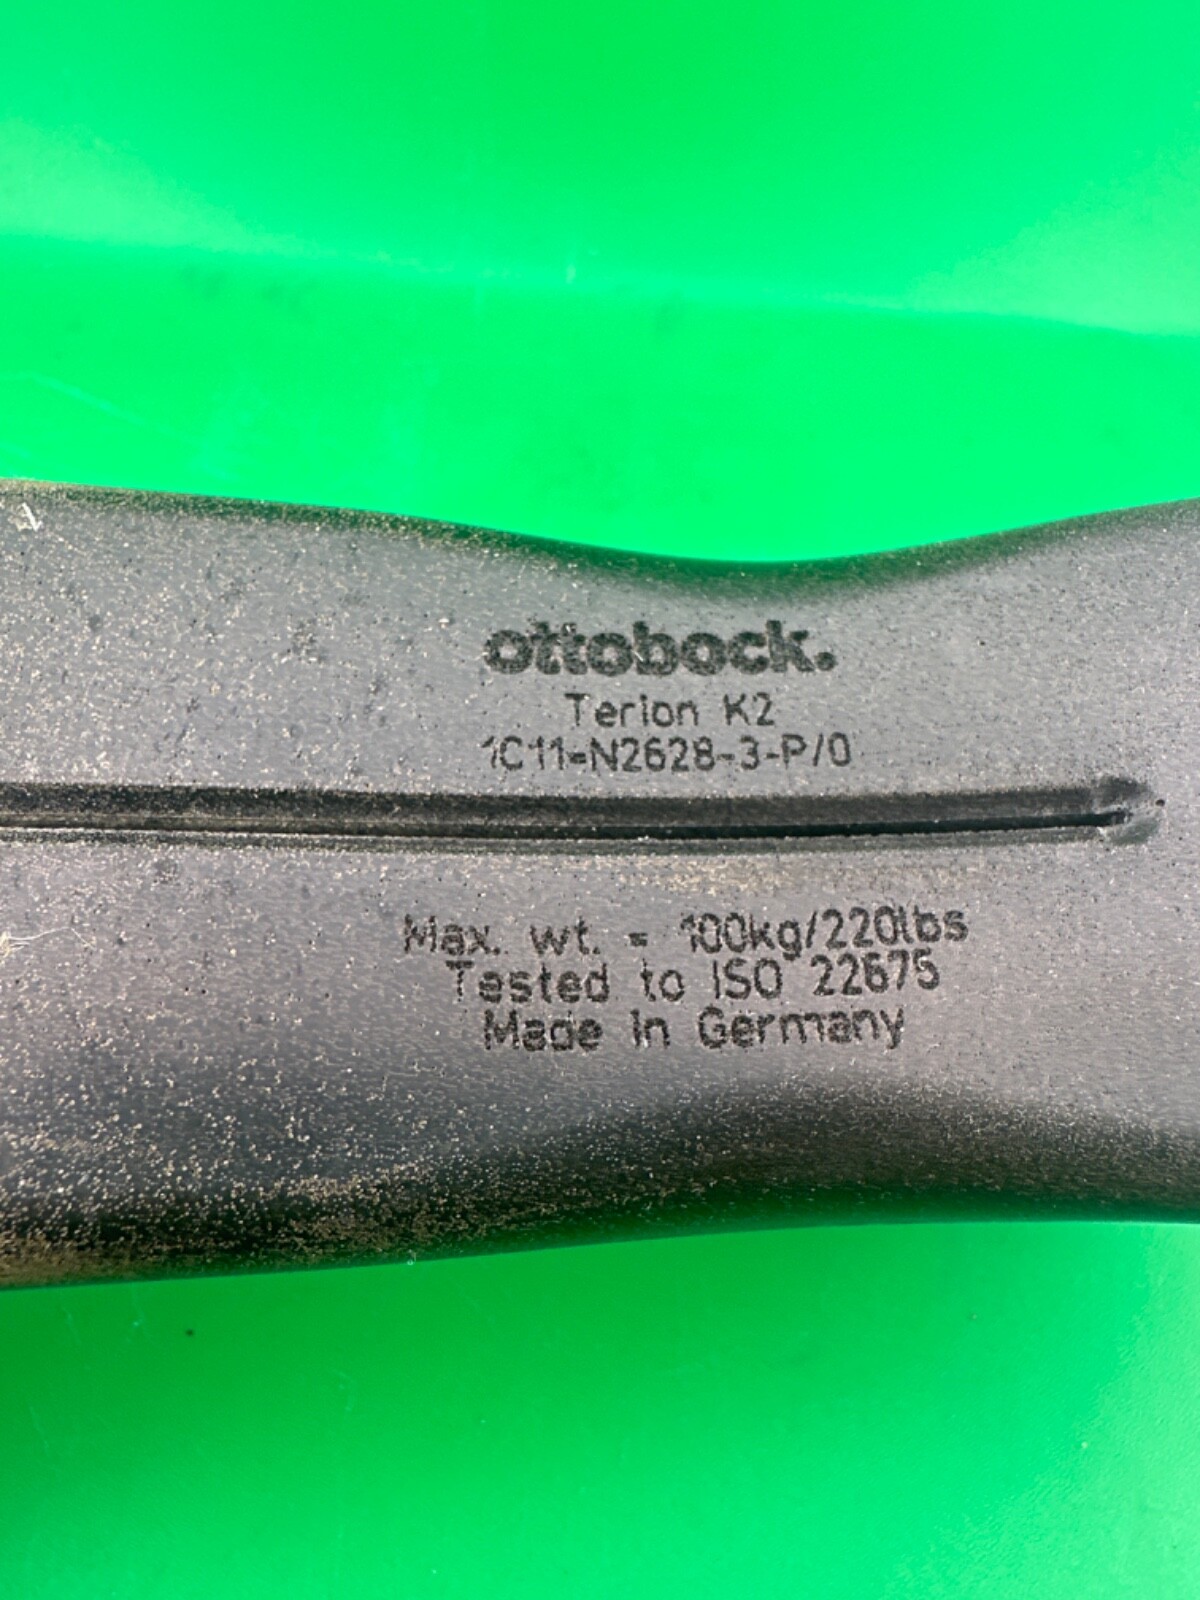 ottobock.
Terion K2
1C11=N2628-3-P/0
Max. wt. = 100kg/220lbs
Tested to ISO 22675
Made in Germany